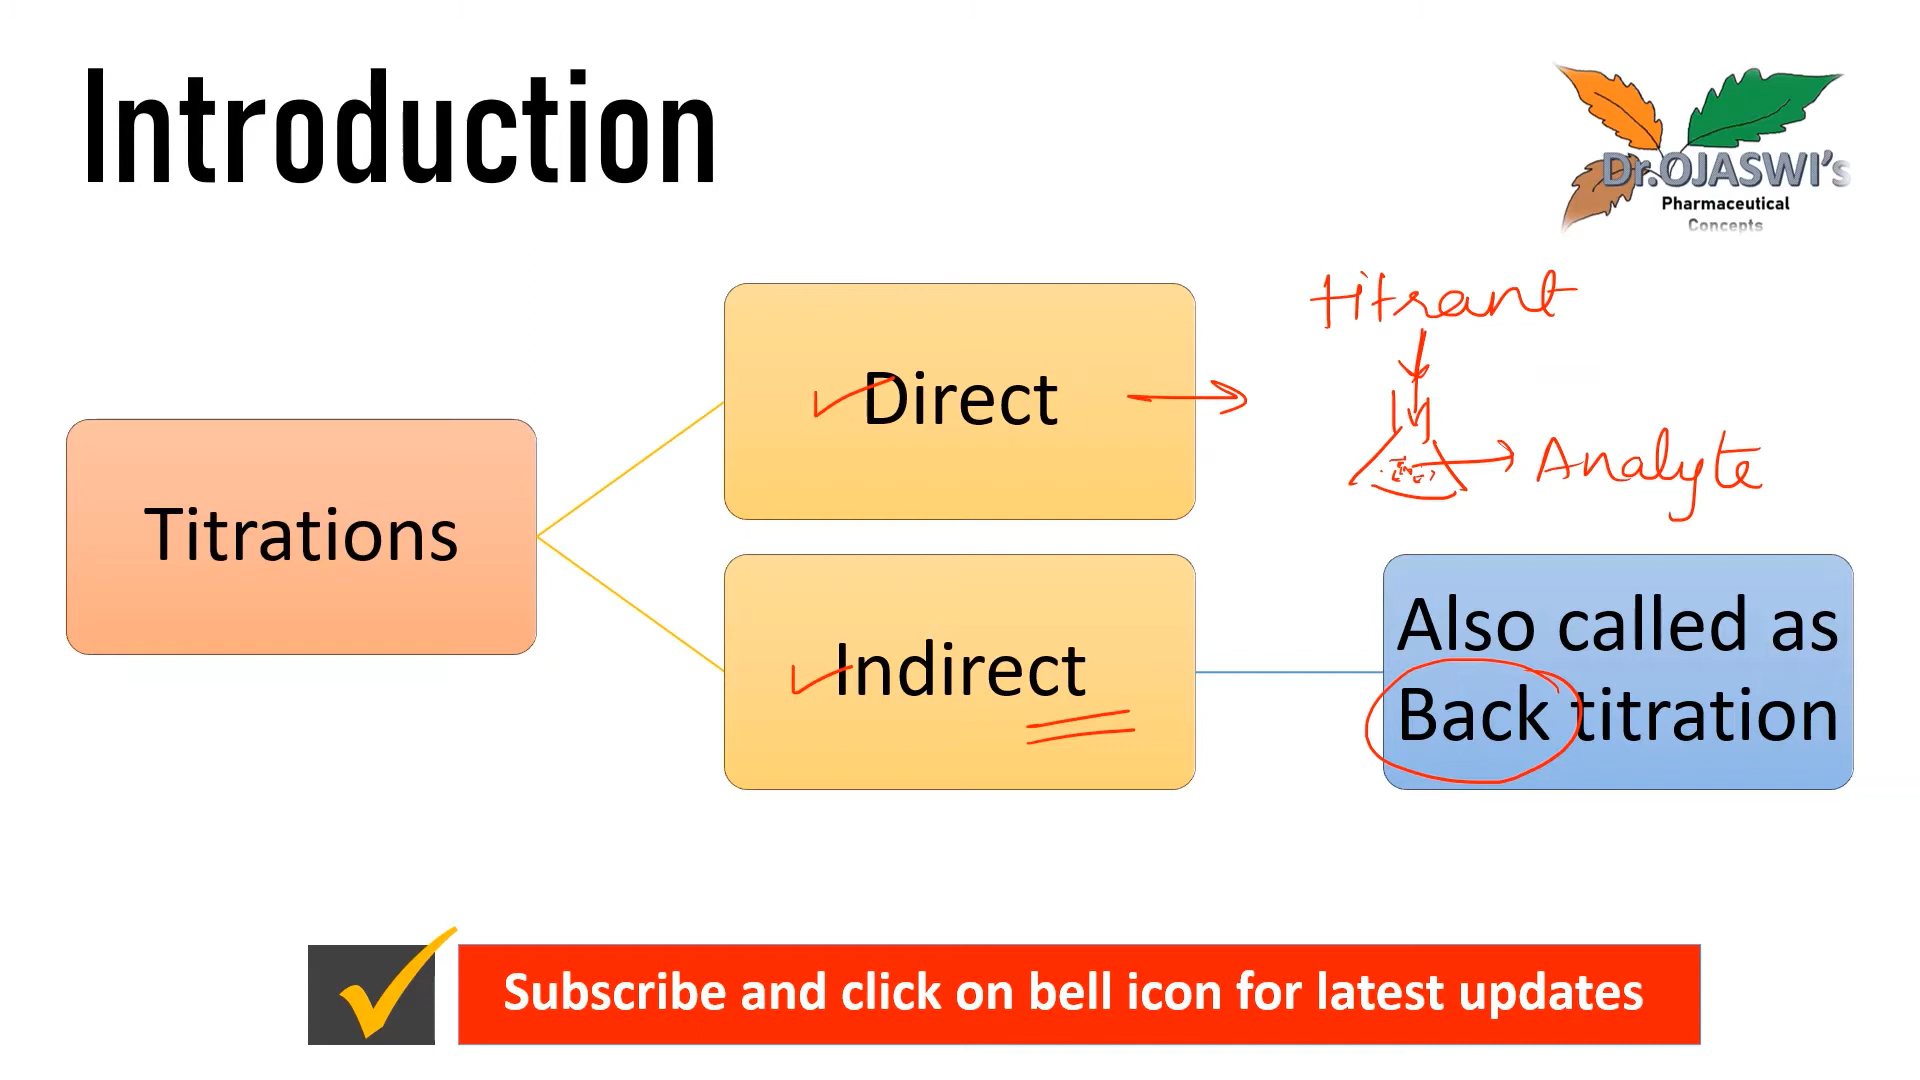 Introduction
Dr.OJASWI's
Pharmaceutical
Concepts
titrant
Direct
Analyte
Titrations
Indirect
Also called as
Back titration
Subscribe and click on bell icon for latest updates